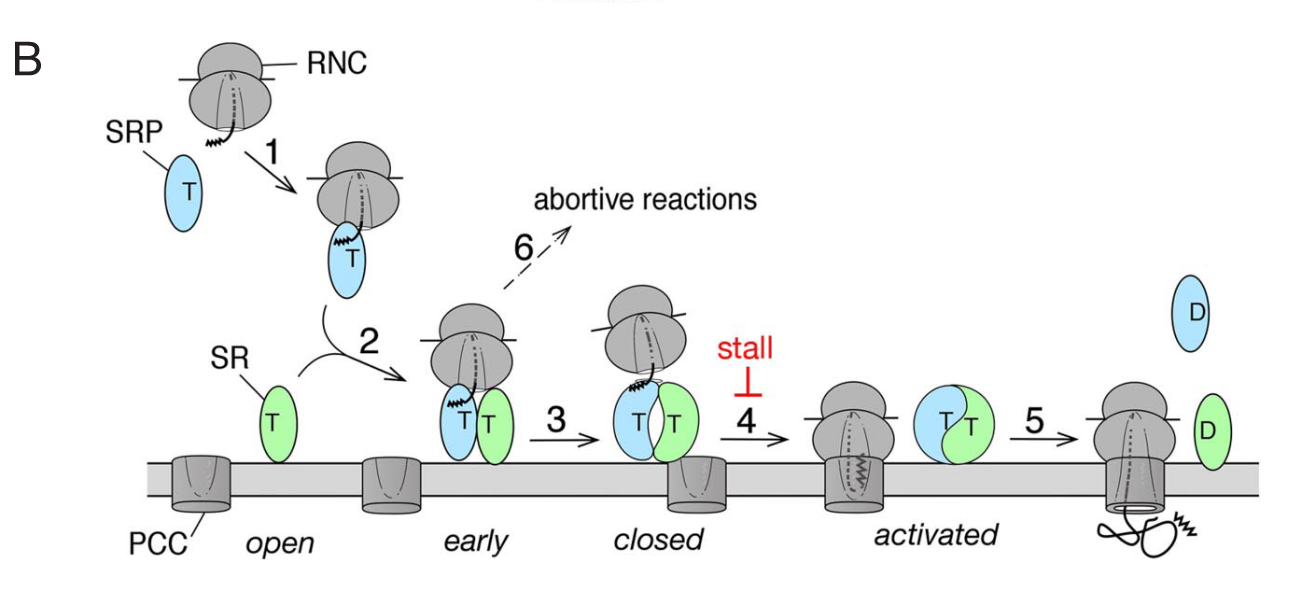 B
RNC
SRP
T
1
T
abortive reactions
6
2
SR
T
T T
3
T T
stall
4
T T
5
D
D
PCC
open
early
closed
activated